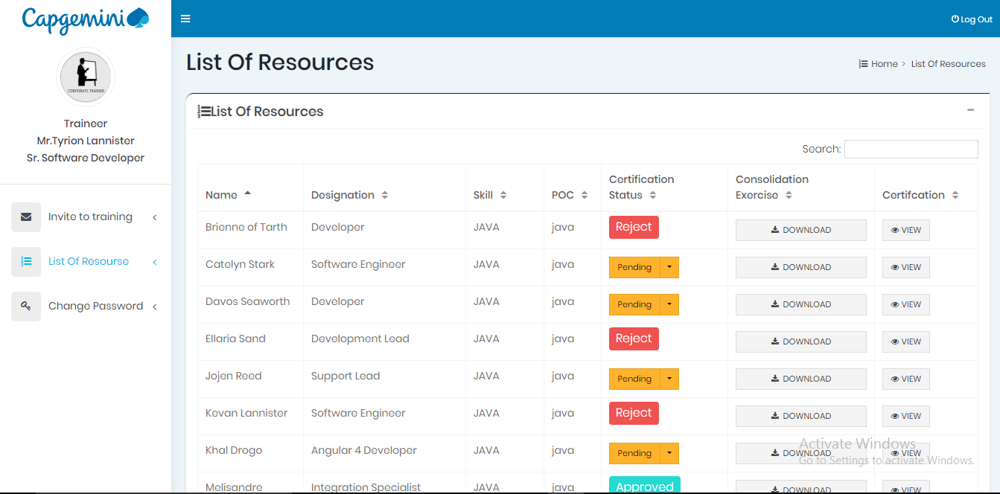 Capgemini
Log Out
CORPORATE TRAINER
Traineer
Mr.Tyrion Lannister
Sr. Software Developer
Invite to training
List Of Resourse
Change Password
List Of Resources
Home > List Of Resources
List Of Resources
Search:
Name Designation Skill POC Certification Status Consolidation Exercise Certifcation
Brienne of Tarth Developer JAVA java Reject DOWNLOAD VIEW
Catelyn Stark Software Engineer JAVA java Pending DOWNLOAD VIEW
Davos Seaworth Developer JAVA java Pending DOWNLOAD VIEW
Ellaria Sand Development Lead JAVA java Reject DOWNLOAD VIEW
Jojen Reed Support Lead JAVA java Pending DOWNLOAD VIEW
Kevan Lannister Software Engineer JAVA java Reject DOWNLOAD VIEW
Khal Drogo Angular 4 Developer JAVA java Pending DOWNLOAD VIEW
Melisandre Integration Specialist JAVA java Approved DOWNLOAD VIEW
Activate Windows
Go to Settings to activate Windows.